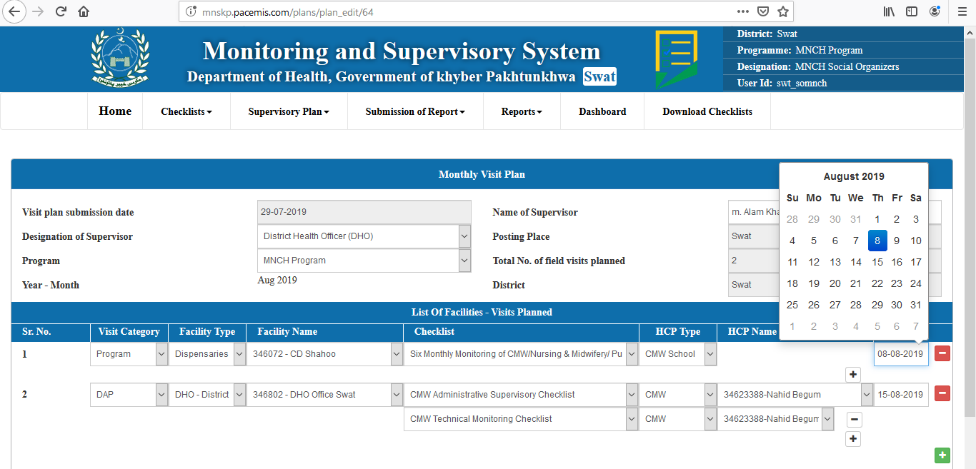 mnskp.pacemis.com/plans/plan_edit/64
Monitoring and Supervisory System
Department of Health, Government of khyber Pakhtunkhwa Swat
District: Swat
Programme: MNCH Program
Designation: MNCH Social Organizers
User Id: swt_somnch
Home Checklists Supervisory Plan Submission of Report Reports Dashboard Download Checklists
Monthly Visit Plan
Visit plan submission date 29-07-2019 Name of Supervisor m. Alam Kha
Designation of Supervisor District Health Officer (DHO) Posting Place Swat
Program MNCH Program Total No. of field visits planned 2
Year - Month Aug 2019 District Swat
August 2019
Su Mo Tu We Th Fr Sa
28 29 30 31 1 2 3
4 5 6 7 8 9 10
11 12 13 14 15 16 17
18 19 20 21 22 23 24
25 26 27 28 29 30 31
1 2 3 4 5 6 7
List Of Facilities - Visits Planned
Sr. No. Visit Category Facility Type Facility Name Checklist HCP Type HCP Name
1 Program Dispensaries 346072 - CD Shahoo Six Monthly Monitoring of CMW/Nursing & Midwifery/ Pu CMW School 08-08-2019
2 DAP DHO - District 346802 - DHO Office Swat CMW Administrative Supervisory Checklist CMW 34623388-Nahid Begum 15-08-2019
CMW Technical Monitoring Checklist CMW 34623388-Nahid Begum